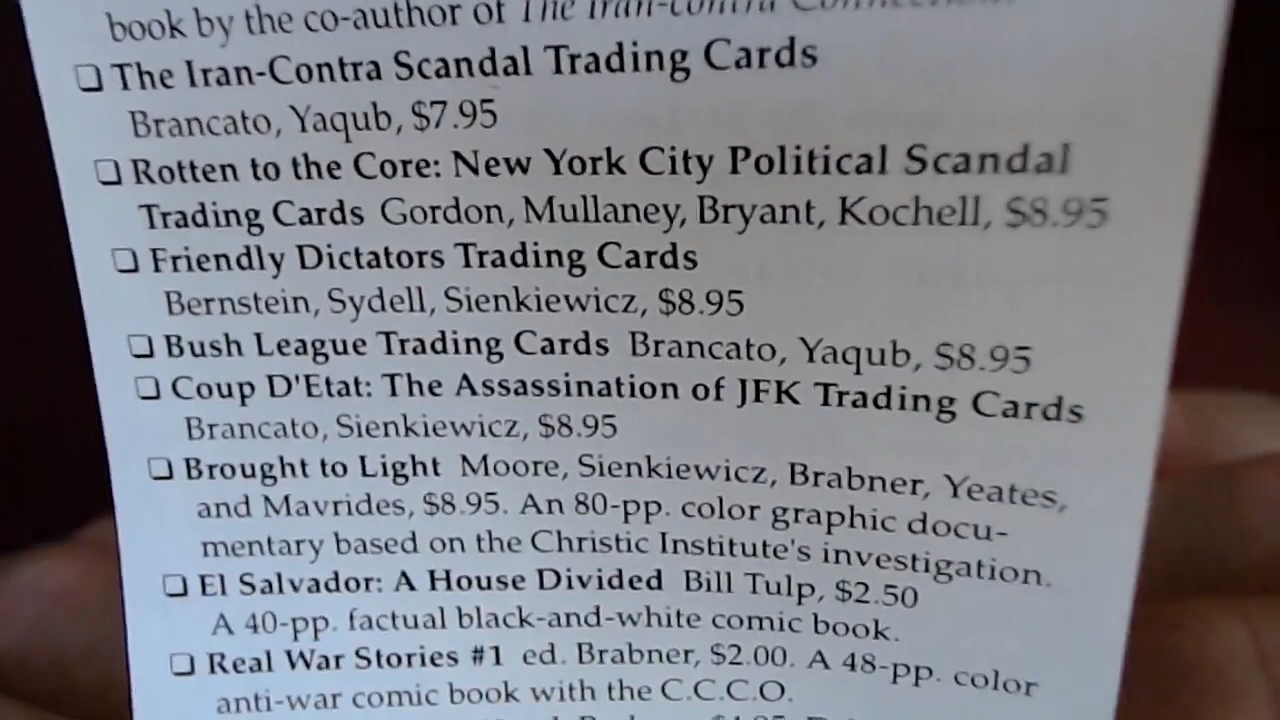 book by the co-author of The Iran-Contra Connection.
❏ The Iran-Contra Scandal Trading Cards
Brancato, Yaqub, $7.95
❏ Rotten to the Core: New York City Political Scandal
Trading Cards Gordon, Mullaney, Bryant, Kochell, $8.95
❏ Friendly Dictators Trading Cards
Bernstein, Sydell, Sienkiewicz, $8.95
❏ Bush League Trading Cards Brancato, Yaqub, $8.95
❏ Coup D'Etat: The Assassination of JFK Trading Cards
Brancato, Sienkiewicz, $8.95
❏ Brought to Light Moore, Sienkiewicz, Brabner, Yeates,
and Mavrides, $8.95. An 80-pp. color graphic docu-
mentary based on the Christic Institute's investigation.
❏ El Salvador: A House Divided Bill Tulp, $2.50
A 40-pp. factual black-and-white comic book.
❏ Real War Stories #1 ed. Brabner, $2.00. A 48-pp. color
anti-war comic book with the C.C.C.O.